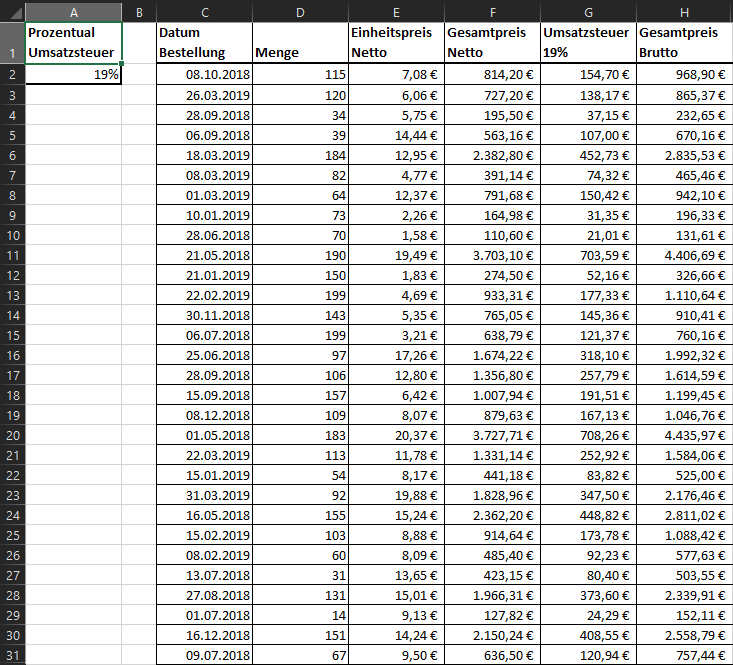 A B C D E F G H
Prozentual Datum Einheitspreis Gesamtpreis Umsatzsteuer Gesamtpreis
1 Umsatzsteuer Bestellung Menge Netto Netto 19% Brutto
2 19% 08.10.2018 115 7,08 € 814,20 € 154,70 € 968,90 €
3 26.03.2019 120 6,06 € 727,20 € 138,17 € 865,37 €
4 28.09.2018 34 5,75 € 195,50 € 37,15 € 232,65 €
5 06.09.2018 39 14,44 € 563,16 € 107,00 € 670,16 €
6 18.03.2019 184 12,95 € 2.382,80 € 452,73 € 2.835,53 €
7 08.03.2019 82 4,77 € 391,14 € 74,32 € 465,46 €
8 01.03.2019 64 12,37 € 791,68 € 150,42 € 942,10 €
9 10.01.2019 73 2,26 € 164,98 € 31,35 € 196,33 €
10 28.06.2018 70 1,58 € 110,60 € 21,01 € 131,61 €
11 21.05.2018 190 19,49 € 3.703,10 € 703,59 € 4.406,69 €
12 21.01.2019 150 1,83 € 274,50 € 52,16 € 326,66 €
13 22.02.2019 199 4,69 € 933,31 € 177,33 € 1.110,64 €
14 30.11.2018 143 5,35 € 765,05 € 145,36 € 910,41 €
15 06.07.2018 199 3,21 € 638,79 € 121,37 € 760,16 €
16 25.06.2018 97 17,26 € 1.674,22 € 318,10 € 1.992,32 €
17 28.09.2018 106 12,80 € 1.356,80 € 257,79 € 1.614,59 €
18 15.09.2018 157 6,42 € 1.007,94 € 191,51 € 1.199,45 €
19 08.12.2018 109 8,07 € 879,63 € 167,13 € 1.046,76 €
20 01.05.2018 183 20,37 € 3.727,71 € 708,26 € 4.435,97 €
21 22.03.2019 113 11,78 € 1.331,14 € 252,92 € 1.584,06 €
22 15.01.2019 54 8,17 € 441,18 € 83,82 € 525,00 €
23 31.03.2019 92 19,88 € 1.828,96 € 347,50 € 2.176,46 €
24 16.05.2018 155 15,24 € 2.362,20 € 448,82 € 2.811,02 €
25 15.02.2019 103 8,88 € 914,64 € 173,78 € 1.088,42 €
26 08.02.2019 60 8,09 € 485,40 € 92,23 € 577,63 €
27 13.07.2018 31 13,65 € 423,15 € 80,40 € 503,55 €
28 27.08.2018 131 15,01 € 1.966,31 € 373,60 € 2.339,91 €
29 01.07.2018 14 9,13 € 127,82 € 24,29 € 152,11 €
30 16.12.2018 151 14,24 € 2.150,24 € 408,55 € 2.558,79 €
31 09.07.2018 67 9,50 € 636,50 € 120,94 € 757,44 €